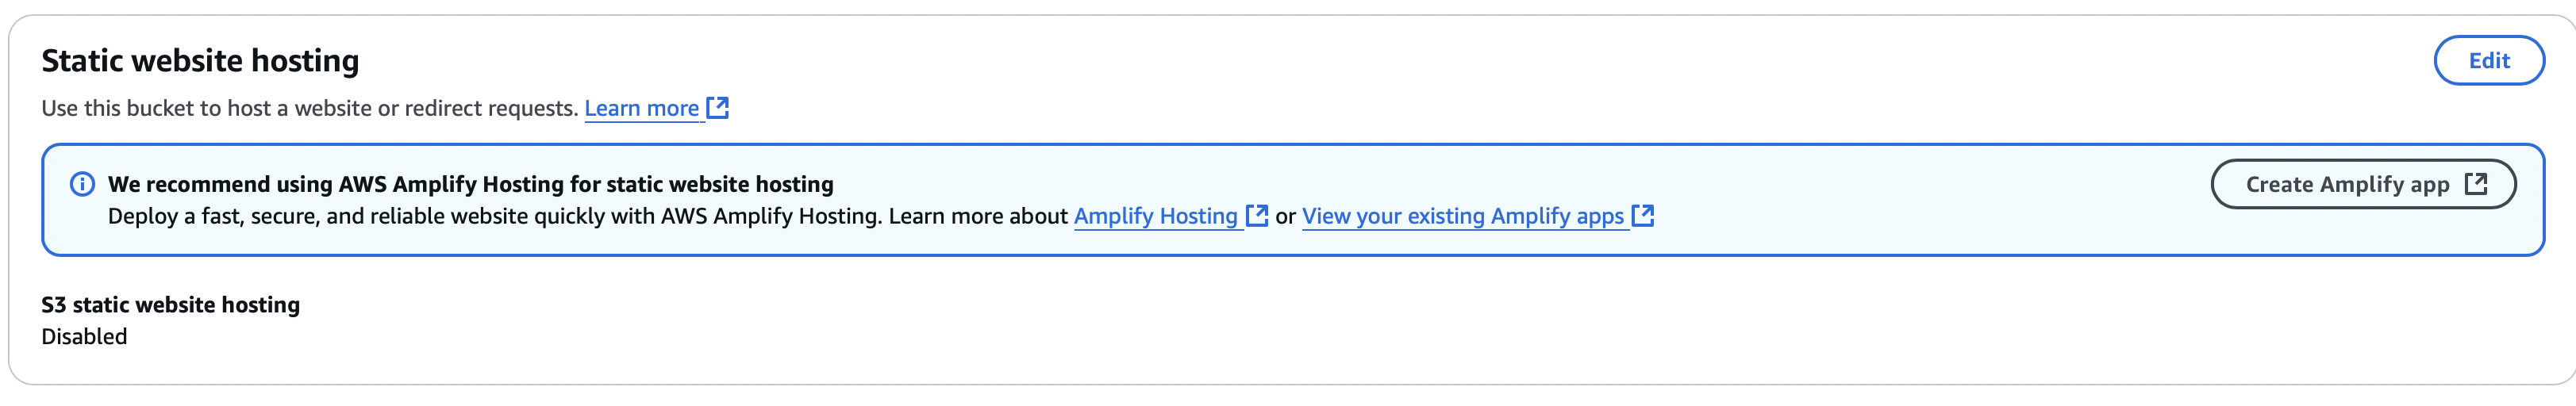 Static website hosting
Edit
Use this bucket to host a website or redirect requests. Learn more
We recommend using AWS Amplify Hosting for static website hosting
Create Amplify app
Deploy a fast, secure, and reliable website quickly with AWS Amplify Hosting. Learn more about Amplify Hosting or View your existing Amplify apps
S3 static website hosting
Disabled